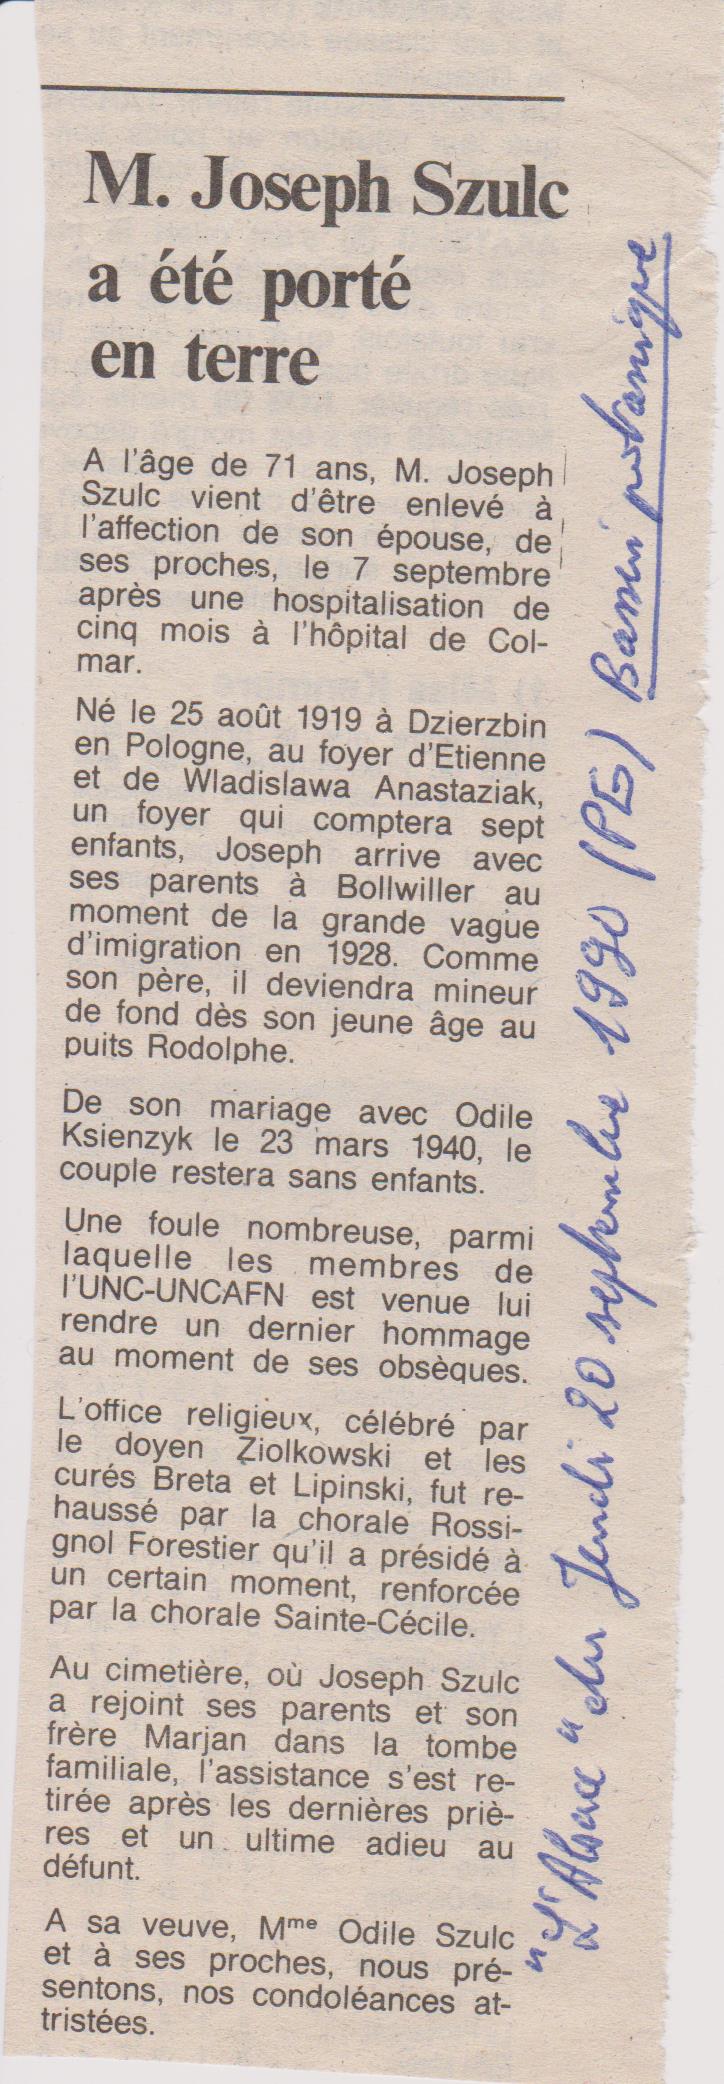 M. Joseph Szulc
a été porté
en terre
A l'âge de 71 ans, M. Joseph
Szulc vient d'être enlevé à
l'affection de son épouse, de
ses proches, le 7 septembre
après une hospitalisation de
cinq mois à l'hôpital de Col-
mar.
Né le 25 août 1919 à Dzierzbin
en Pologne, au foyer d'Etienne
et de Wladislawa Anastaziak,
un foyer qui comptera sept
enfants, Joseph arrive avec
ses parents à Bollwiller au
moment de la grande vague
d'imigration en 1928. Comme
son père, il deviendra mineur
de fond dès son jeune âge au
puits Rodolphe.
De son mariage avec Odile
Ksienzyk le 23 mars 1940, le
couple restera sans enfants.
Une foule nombreuse, parmi
laquelle les membres de
l'UNC-UNCAFN est venue lui
rendre un dernier hommage
au moment de ses obsèques.
L'office religieux, célébré par
le doyen Ziolkowski et les
curés Breta et Lipinski, fut re-
haussé par la chorale Rossi-
gnol Forestier qu'il a présidé à
un certain moment, renforcée
par la chorale Sainte-Cécile.
Au cimetière, où Joseph Szulc
a rejoint ses parents et son
frère Marjan dans la tombe
familiale, l'assistance s'est re-
tirée après les dernières priè-
res et un ultime adieu au
défunt.
A sa veuve, Mme Odile Szulc
et à ses proches, nous pré-
sentons, nos condoléances at-
tristées.
"L'Alsace" du Jeudi 20 septembre 1990 (PG) Bassin potassique